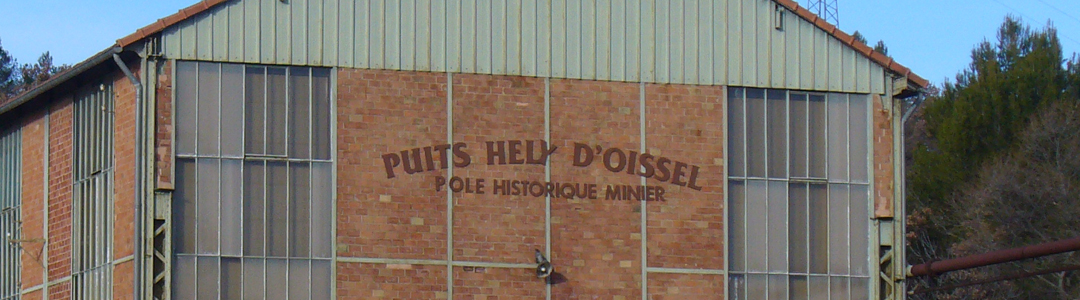 PUITS HELY D'OISSEL
POLE HISTORIQUE MINIER